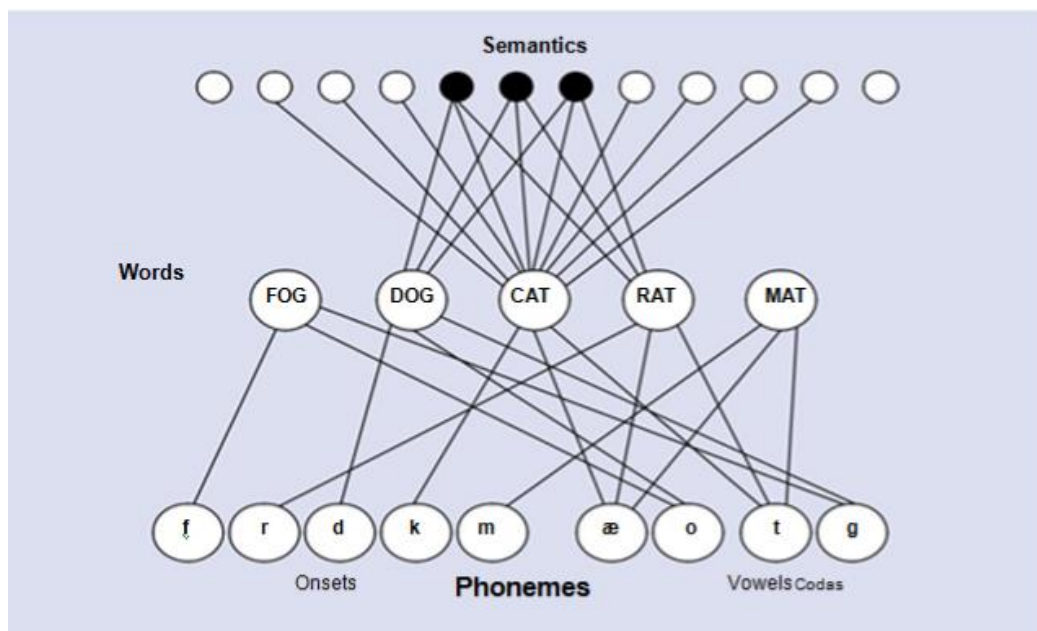 Semantics
Words
FOG DOG CAT RAT MAT
f r d k m æ o t g
Onsets Phonemes Vowels Codas